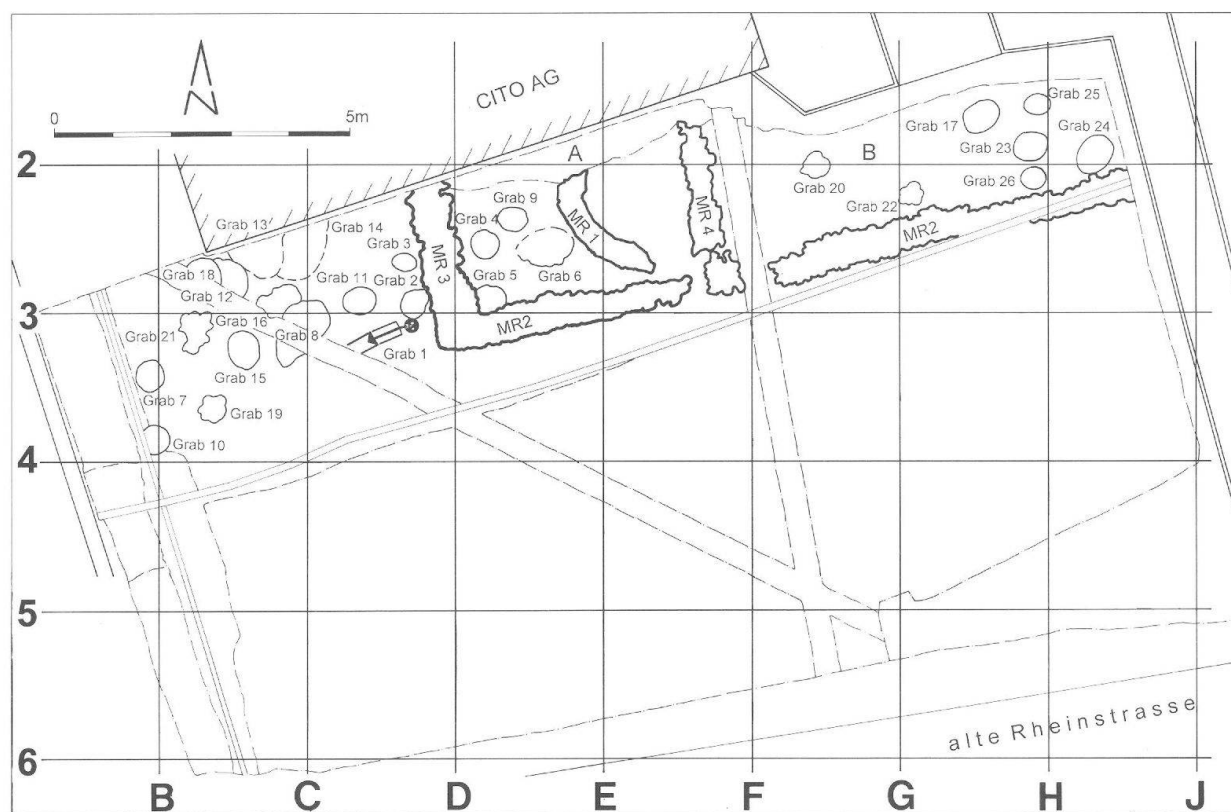 CITO AG
0
5m
N
Grab 25
Grab 17
Grab 24
Grab 23
2
A
B
Grab 20
Grab 26
Grab 9
Grab 22
Grab 13
Grab 14
Grab 4
MR 1
MR 4
Grab 3
MR 3
MR2
Grab 18
Grab 11
Grab 2
Grab 5
Grab 6
Grab 12
3
Grab 16
Grab 21
Grab 8
MR2
Grab 1
Grab 15
Grab 7
Grab 19
Grab 10
4
5
alte Rheinstrasse
6
B
C
D
E
F
G
H
J